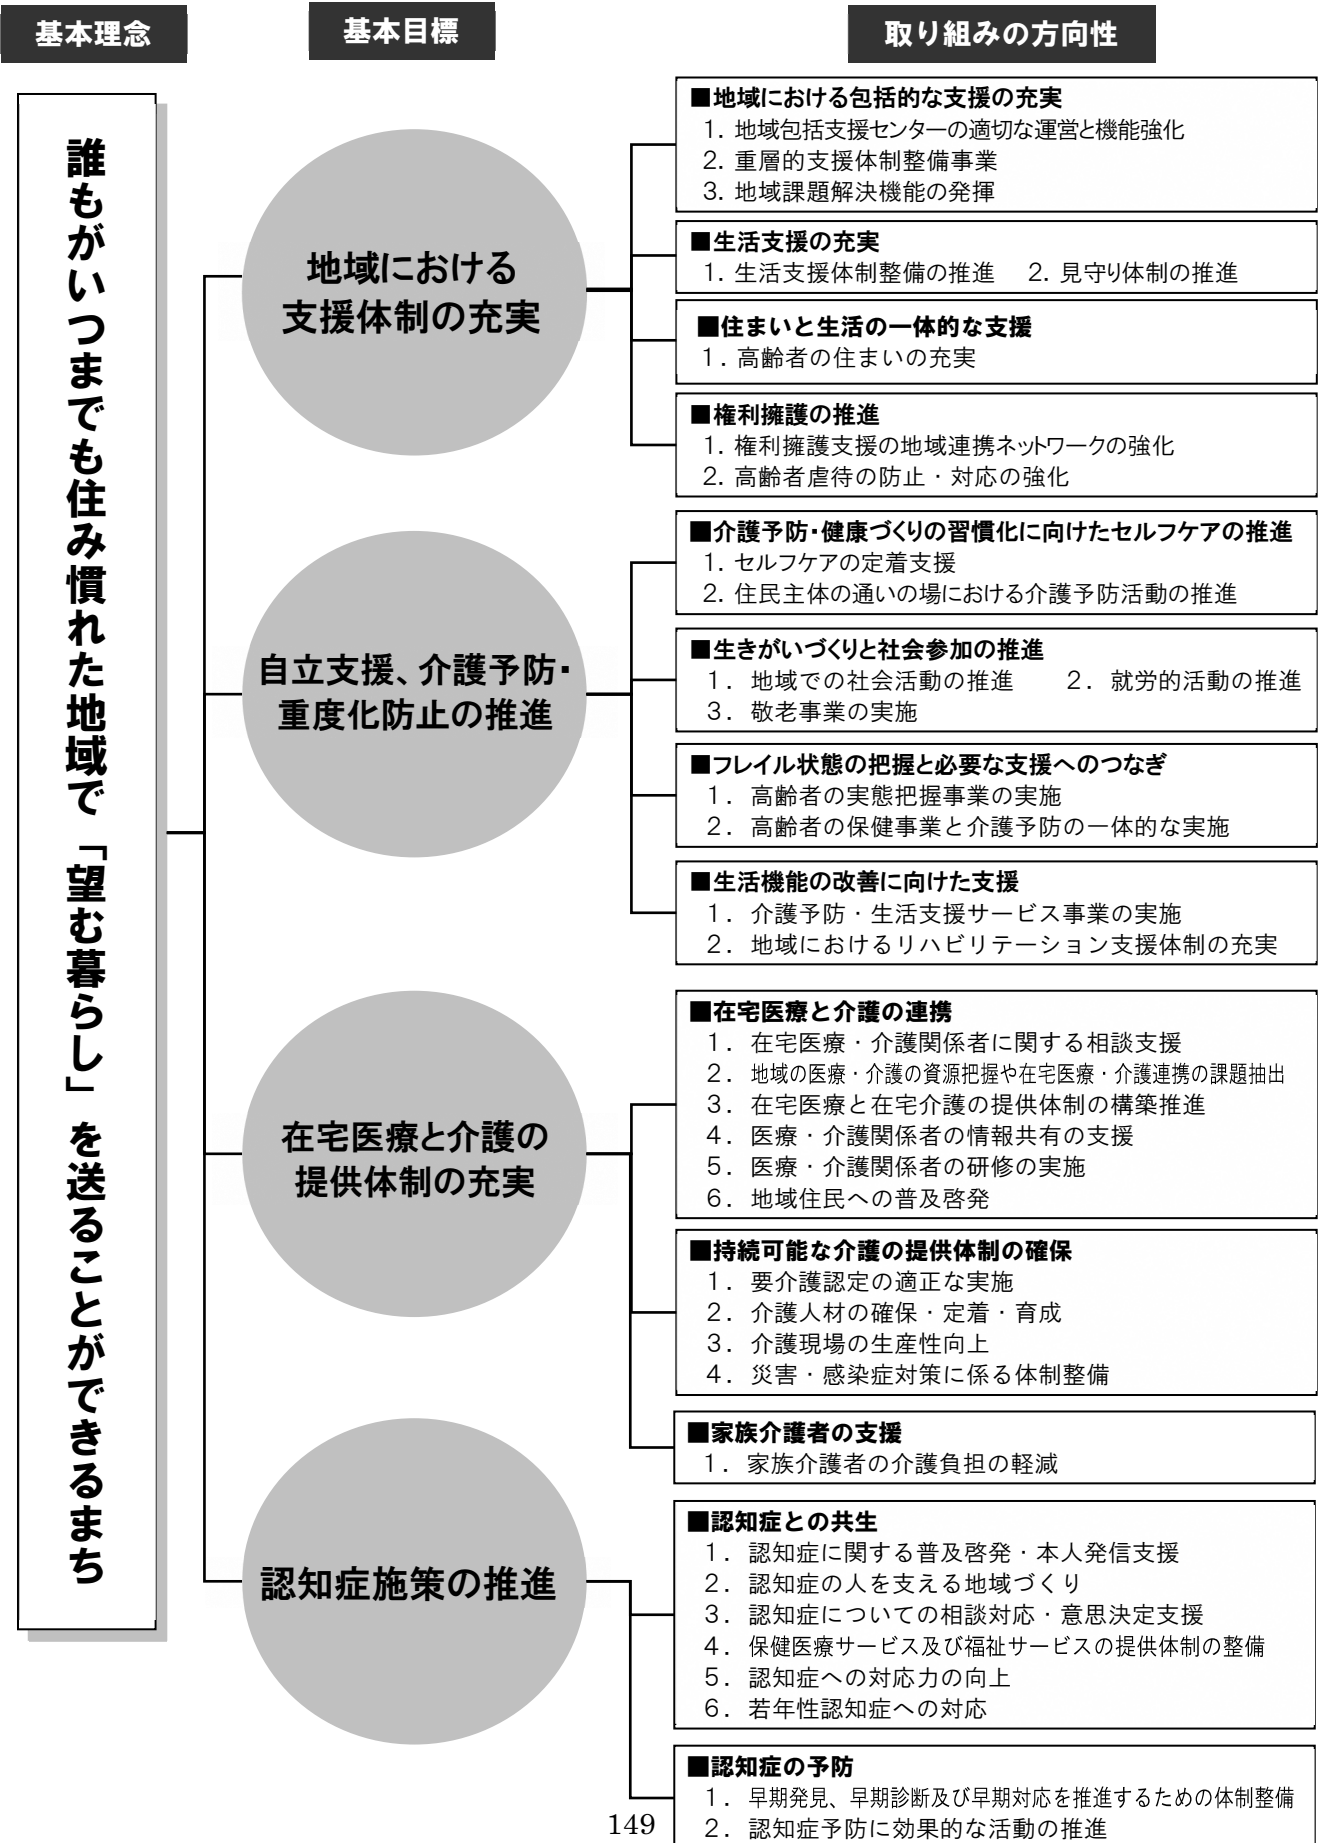 基本理念
基本目標
取り組みの方向性
誰もがいつまでも住み慣れた地域で「望む暮らし」を送ることができるまち
地域における
支援体制の充実
■地域における包括的な支援の充実
1. 地域包括支援センターの適切な運営と機能強化
2. 重層的支援体制整備事業
3. 地域課題解決機能の発揮
■生活支援の充実
1. 生活支援体制整備の推進　2. 見守り体制の推進
■住まいと生活の一体的な支援
1. 高齢者の住まいの充実
■権利擁護の推進
1. 権利擁護支援の地域連携ネットワークの強化
2. 高齢者虐待の防止・対応の強化
自立支援、介護予防・
重度化防止の推進
■介護予防・健康づくりの習慣化に向けたセルフケアの推進
1. セルフケアの定着支援
2. 住民主体の通いの場における介護予防活動の推進
■生きがいづくりと社会参加の推進
1. 地域での社会活動の推進　2. 就労的活動の推進
3. 敬老事業の実施
■フレイル状態の把握と必要な支援へのつなぎ
1. 高齢者の実態把握事業の実施
2. 高齢者の保健事業と介護予防の一体的な実施
■生活機能の改善に向けた支援
1. 介護予防・生活支援サービス事業の実施
2. 地域におけるリハビリテーション支援体制の充実
在宅医療と介護の
提供体制の充実
■在宅医療と介護の連携
1. 在宅医療・介護関係者に関する相談支援
2. 地域の医療・介護の資源把握や在宅医療・介護連携の課題抽出
3. 在宅医療と在宅介護の提供体制の構築推進
4. 医療・介護関係者の情報共有の支援
5. 医療・介護関係者の研修の実施
6. 地域住民への普及啓発
■持続可能な介護の提供体制の確保
1. 要介護認定の適正な実施
2. 介護人材の確保・定着・育成
3. 介護現場の生産性向上
4. 災害・感染症対策に係る体制整備
■家族介護者の支援
1. 家族介護者の介護負担の軽減
認知症施策の推進
■認知症との共生
1. 認知症に関する普及啓発・本人発信支援
2. 認知症の人を支える地域づくり
3. 認知症についての相談対応・意思決定支援
4. 保健医療サービス及び福祉サービスの提供体制の整備
5. 認知症への対応力の向上
6. 若年性認知症への対応
■認知症の予防
1. 早期発見、早期診断及び早期対応を推進するための体制整備
2. 認知症予防に効果的な活動の推進
149